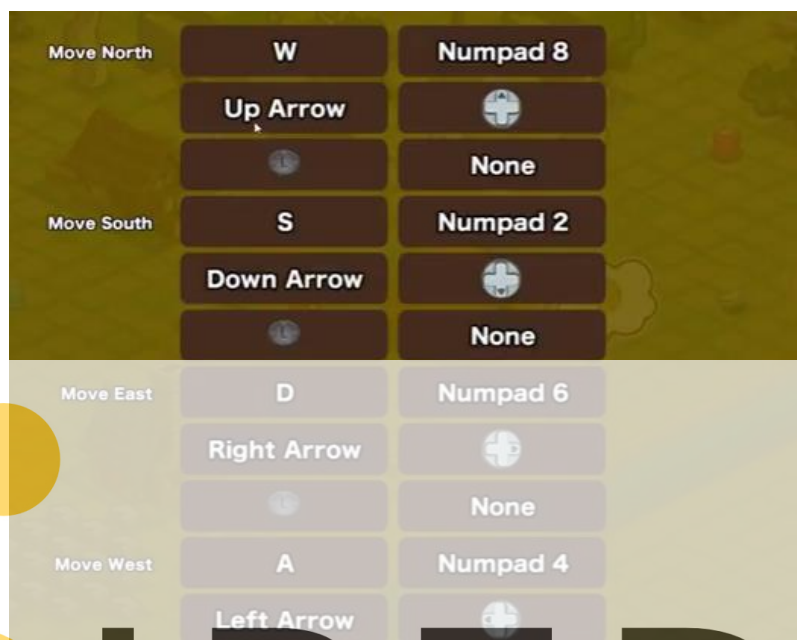 Move North W Numpad 8
Up Arrow
L None
Move South S Numpad 2
Down Arrow
L None
Move East D Numpad 6
Right Arrow
L None
Move West A Numpad 4
Left Arrow